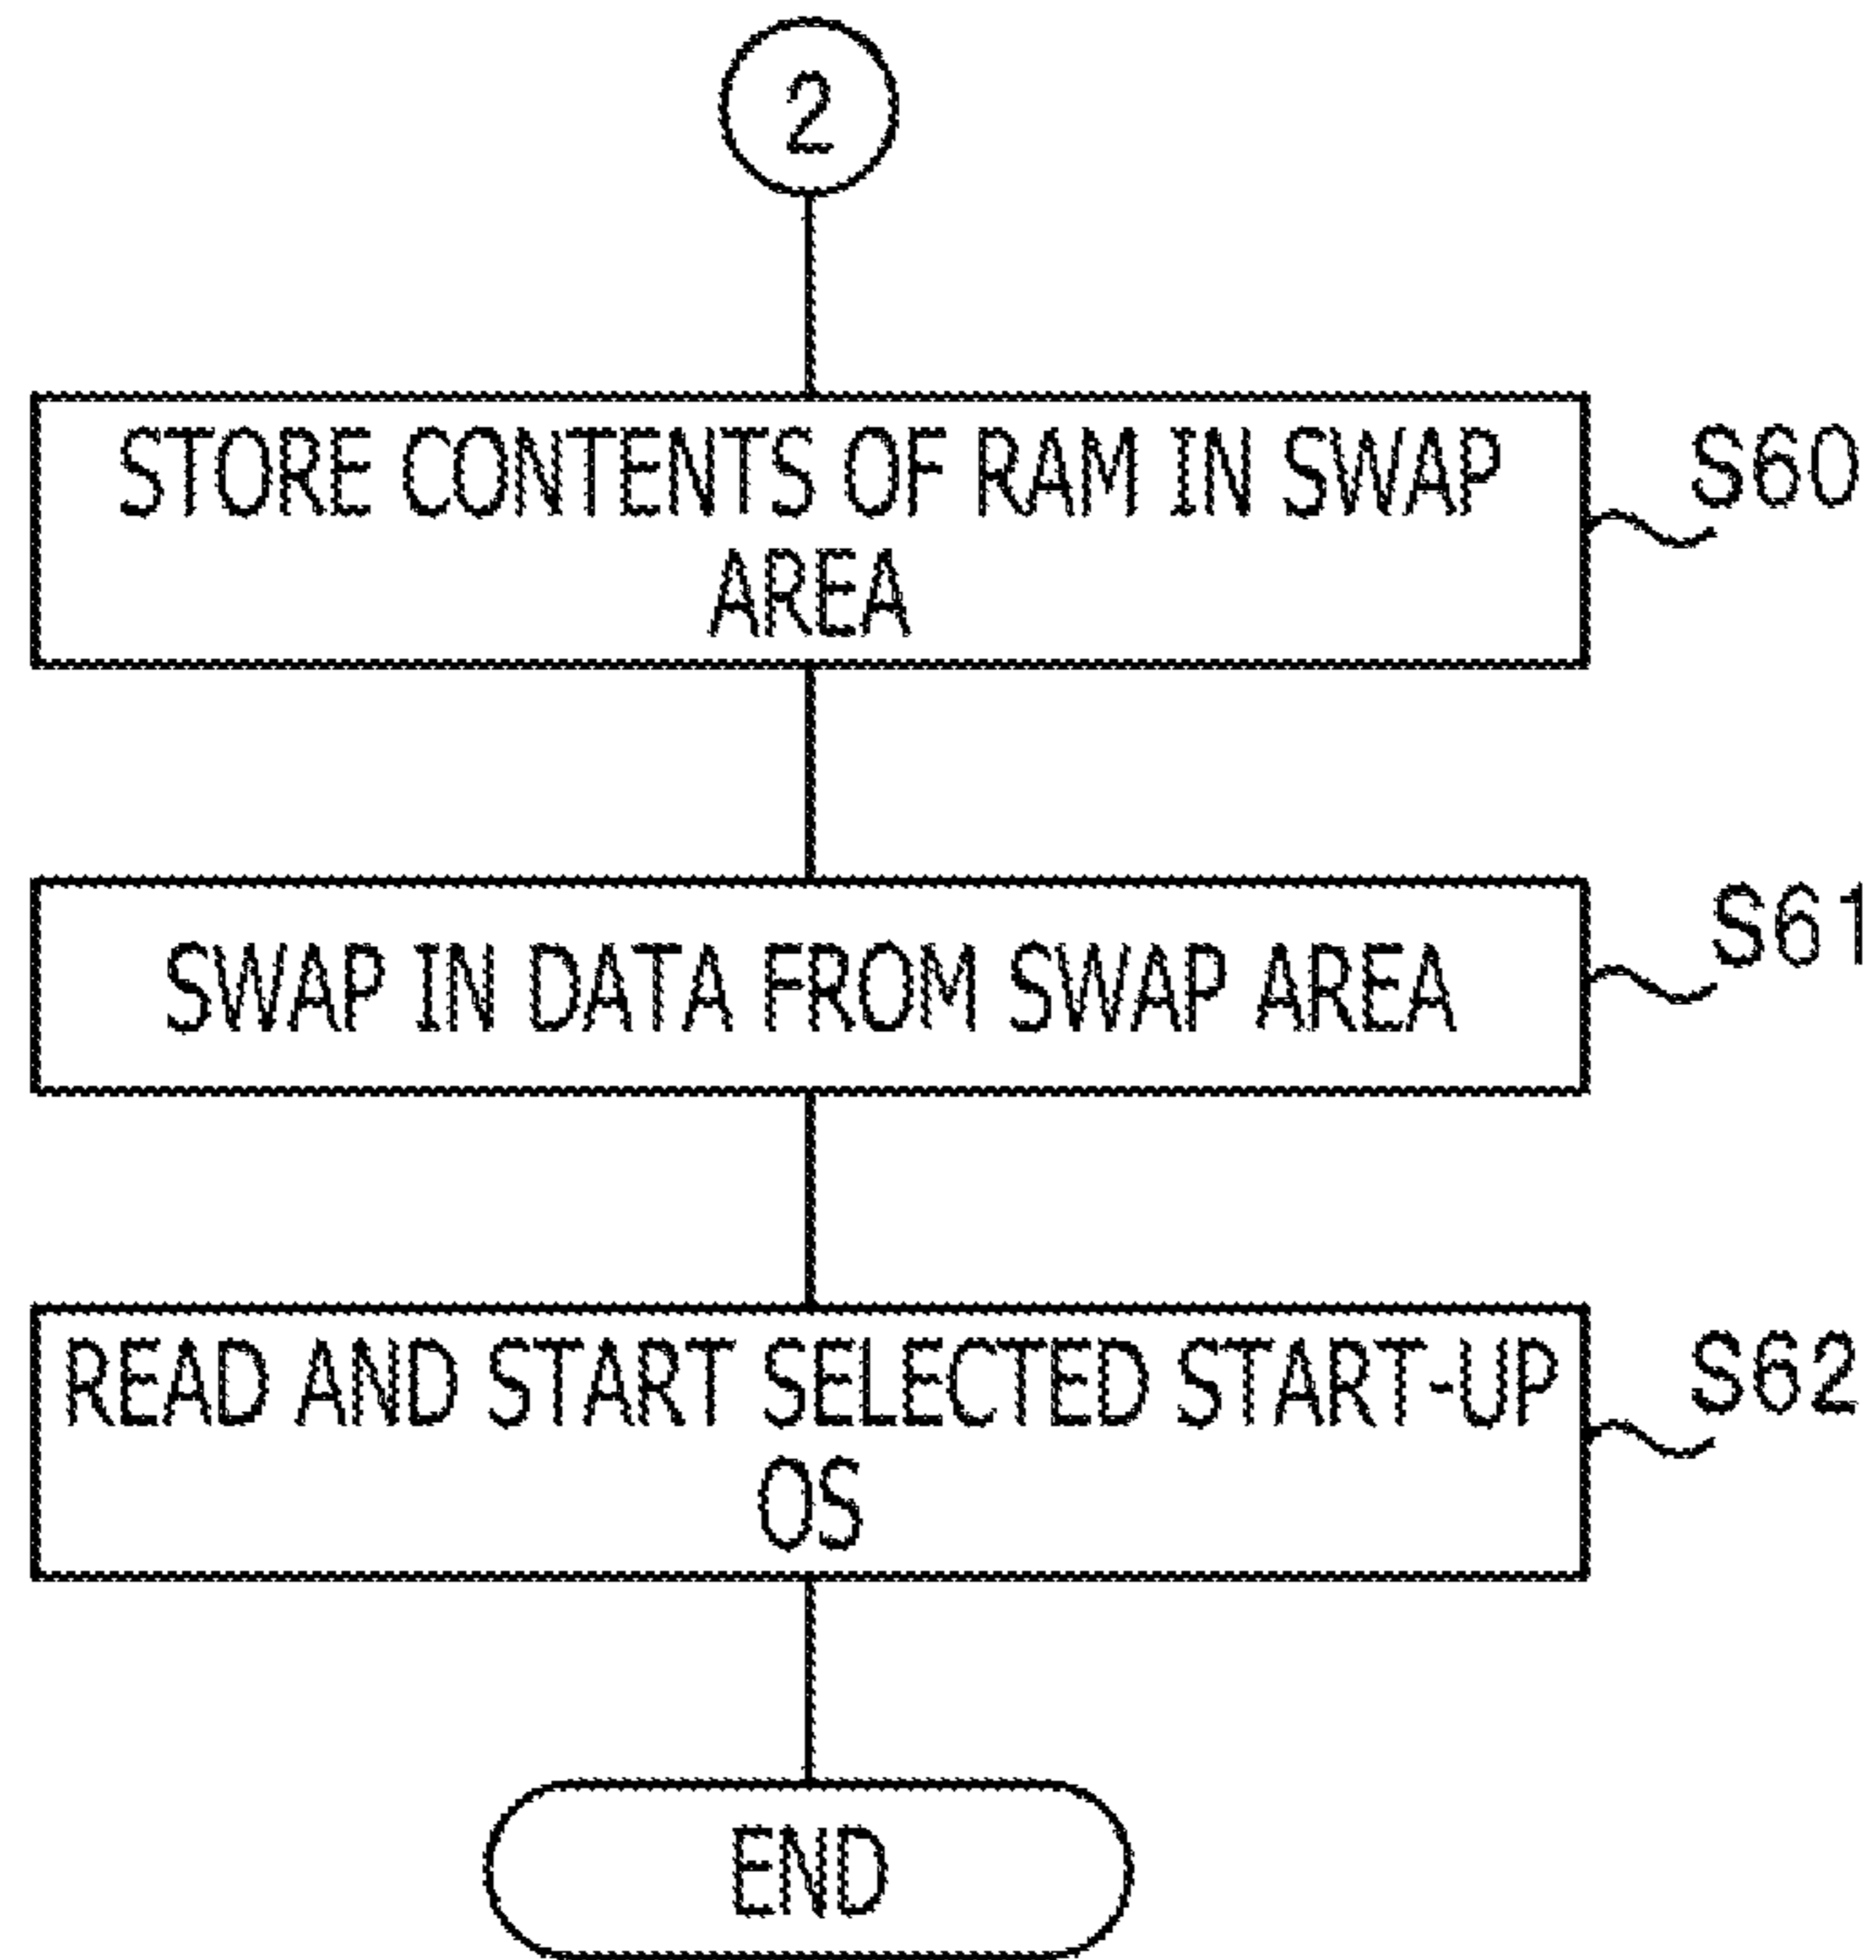 2
STORE CONTENTS OF RAM IN SWAP
AREA
S60
SWAP IN DATA FROM SWAP AREA
S61
READ AND START SELECTED START-UP
OS
S62
END